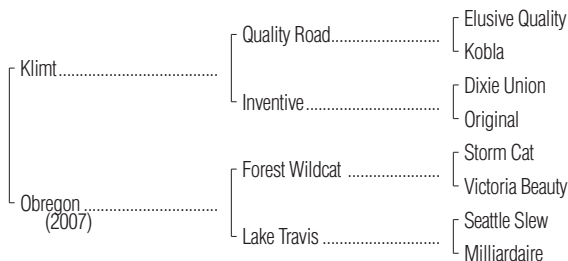 Elusive Quality
Quality Road
Kobla
Klimt
Dixie Union
Inventive
Original
Storm Cat
Forest Wildcat
Victoria Beauty
Obregon
(2007)
Seattle Slew
Lake Travis
Milliardaire